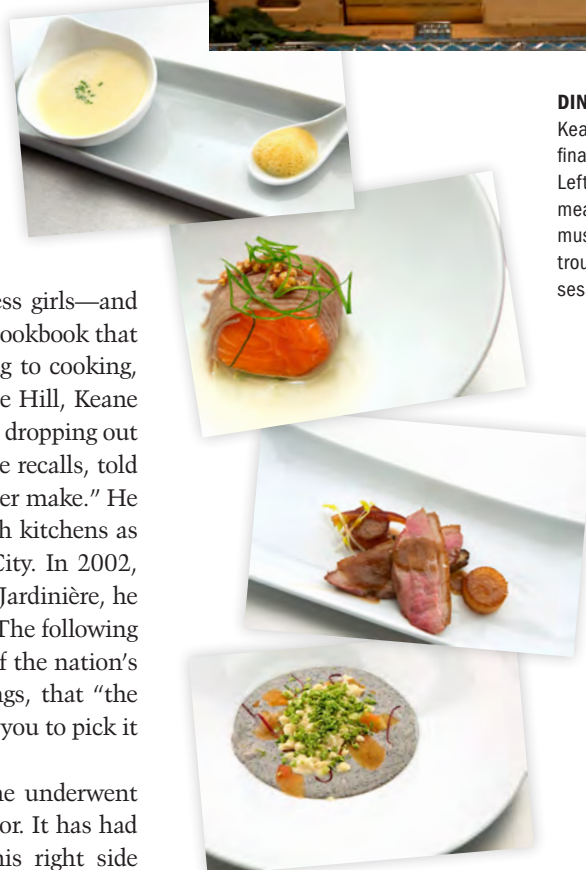 ess girls—and
ookbook that
g to cooking,
e Hill, Keane
dropping out
e recalls, told
er make.” He
h kitchens as
City. In 2002,
Jardinière, he
The following
f the nation’s
ngs, that “the
you to pick it
ne underwent
or. It has had
his right side
DIN
Kea
fina
Left
mea
mus
trou
ses